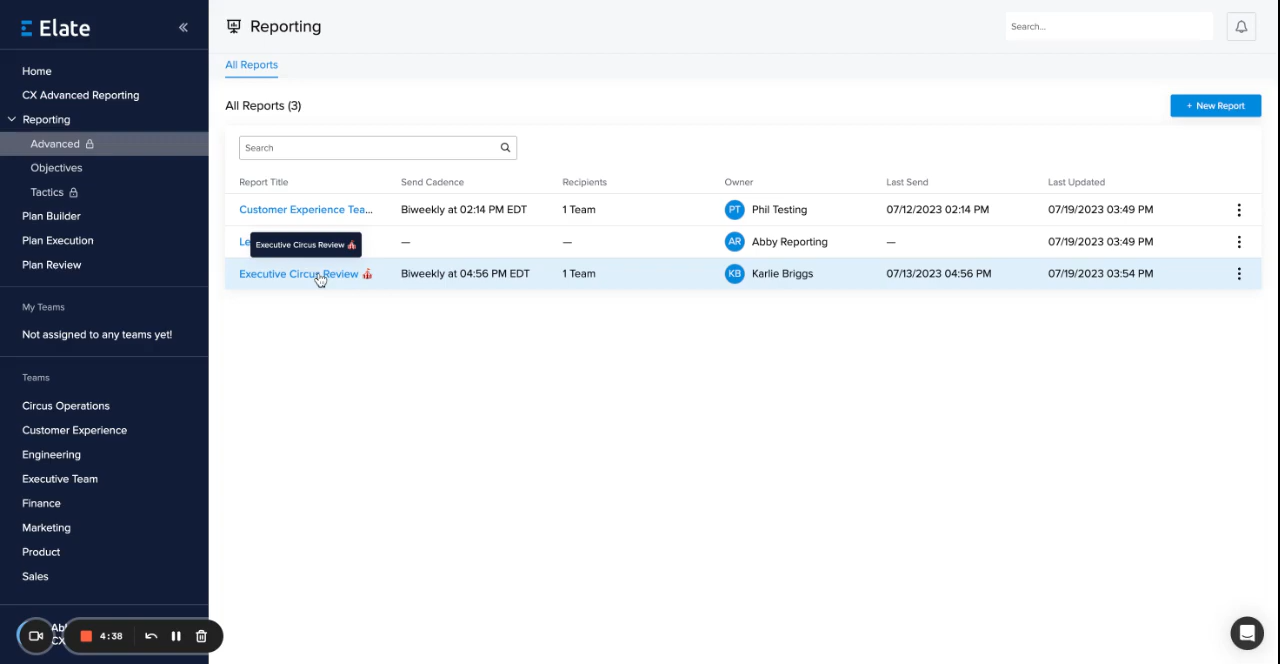 Elate
Home
CX Advanced Reporting
Reporting
Advanced
Objectives
Tactics
Plan Builder
Plan Execution
Plan Review
My Teams
Not assigned to any teams yet!
Teams
Circus Operations
Customer Experience
Engineering
Executive Team
Finance
Marketing
Product
Sales
Ab
CX
4:38
Reporting
Search...
All Reports
All Reports (3)
+ New Report
Search
Report Title Send Cadence Recipients Owner Last Send Last Updated
Customer Experience Tea... Biweekly at 02:14 PM EDT 1 Team PT Phil Testing 07/12/2023 02:14 PM 07/19/2023 03:49 PM
Le — — AR Abby Reporting — 07/19/2023 03:49 PM
Executive Circus Review 🎪
Executive Circus Review 🎪 Biweekly at 04:56 PM EDT 1 Team KB Karlie Briggs 07/13/2023 04:56 PM 07/19/2023 03:54 PM